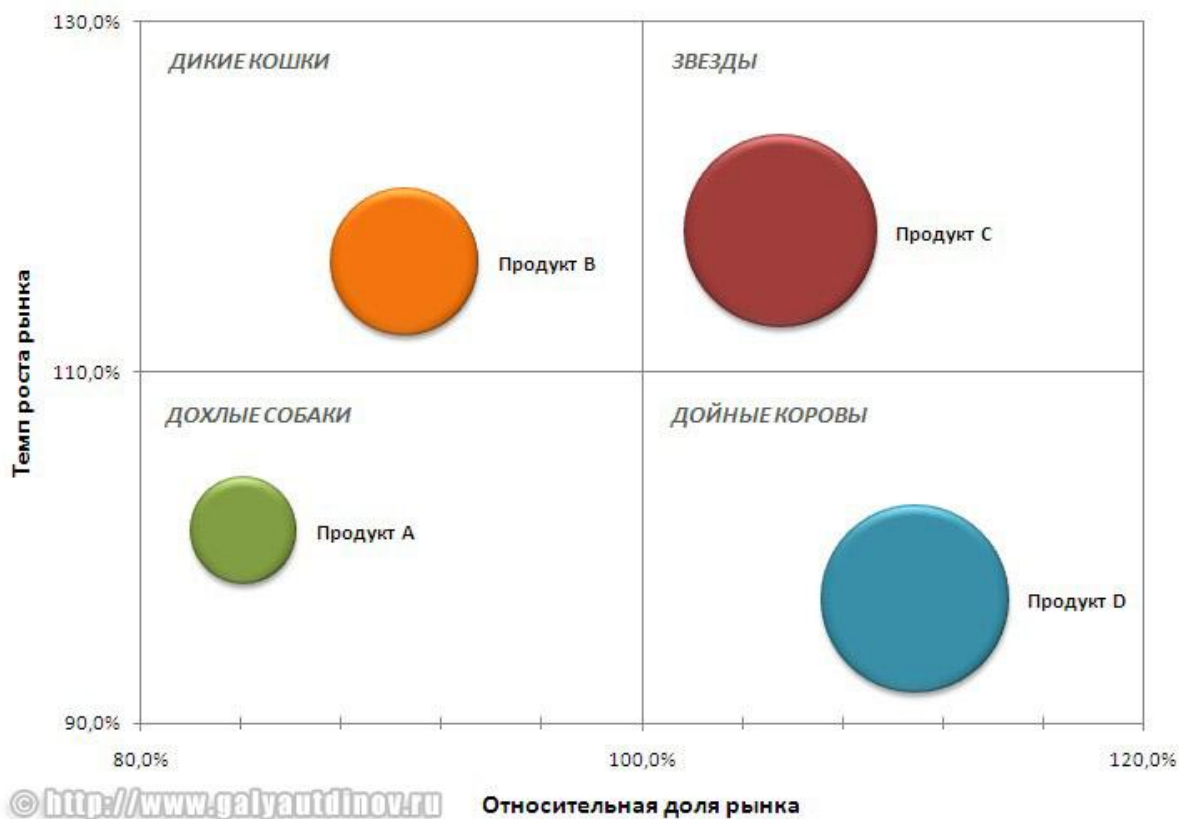 130,0%
ДИКИЕ КОШКИ
ЗВЕЗДЫ
Продукт C
Продукт B
Темп роста рынка
110,0%
ДОХЛЫЕ СОБАКИ
ДОЙНЫЕ КОРОВЫ
Продукт A
Продукт D
90,0%
80,0%
100,0%
120,0%
© http://www.galyautdinov.ru
Относительная доля рынка